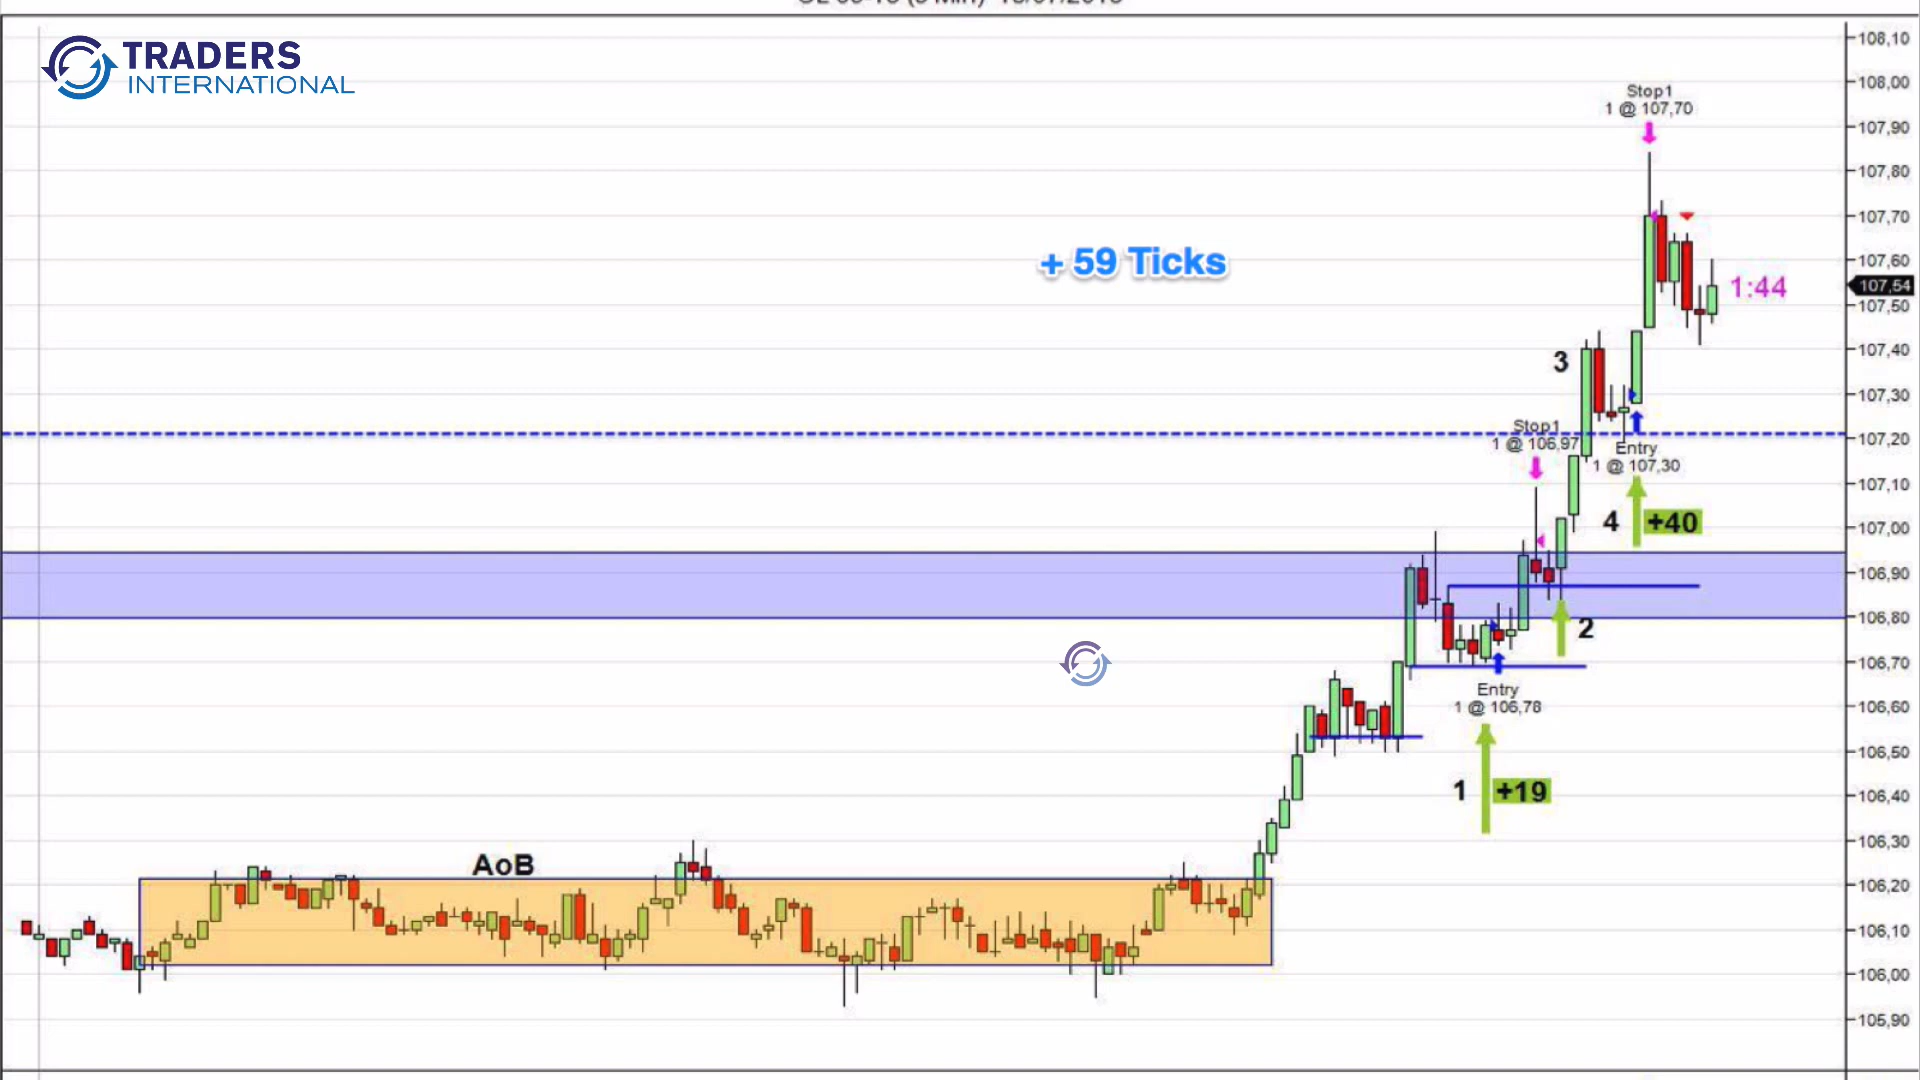 TRADERS
INTERNATIONAL
108,10
108,00
Stop1
1 @ 107,70
107,90
107,80
107,70
+ 59 Ticks
107,60
1:44
107,54
107,50
3
107,40
107,30
Stop1
1 @ 106,97
107,20
Entry
1 @ 107,30
107,10
4
+40
107,00
106,90
106,80
2
106,70
Entry
1 @ 106,78
106,60
106,50
1
+19
106,40
106,30
AoB
106,20
106,10
106,00
105,90